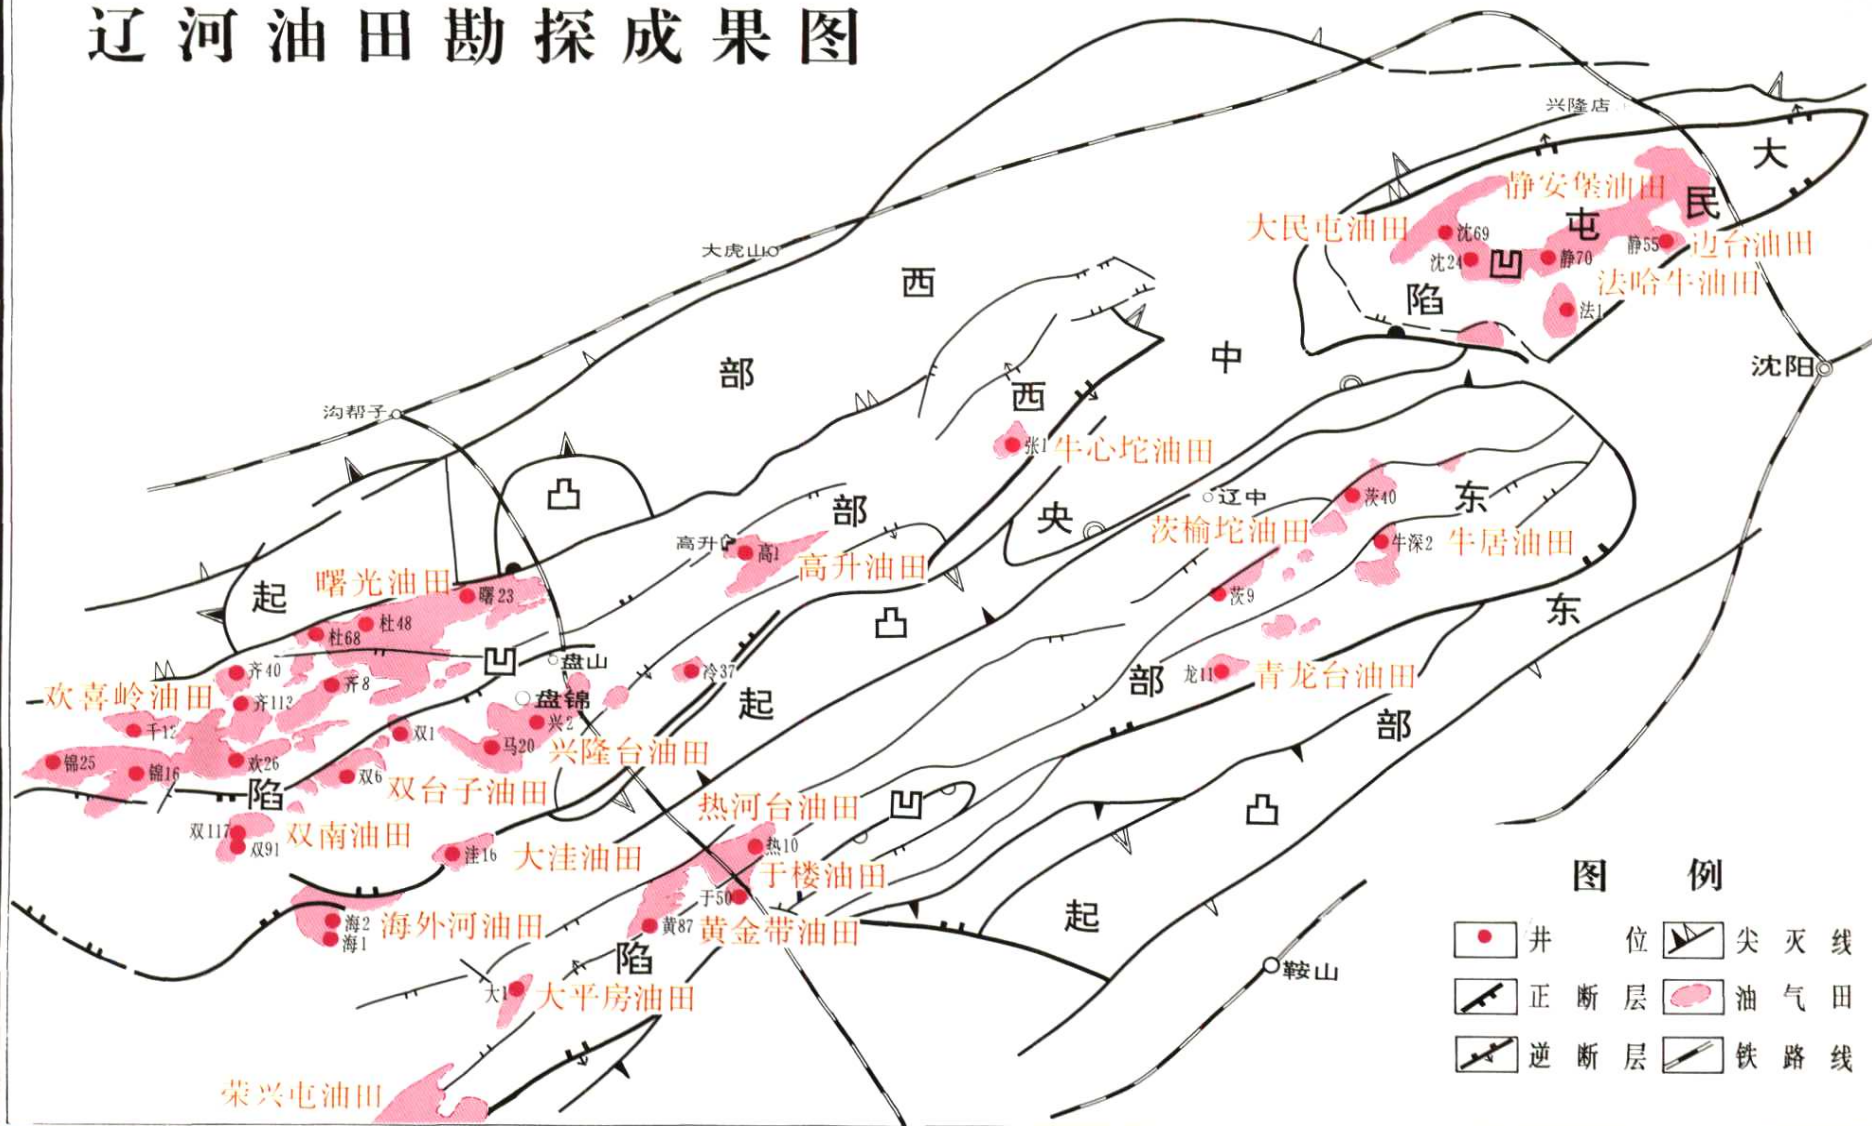 辽河油田勘探成果图
兴隆店
大
民
屯
凹
陷
静安堡油田
大民屯油田
沈69
沈24
静70
静55
边台油田
法哈牛油田
法1
沈阳
大虎山
沟帮子
西
部
凸
起
西
部
凹
陷
中
央
凸
起
东
部
凹
陷
东
部
凸
起
张1
牛心坨油田
辽中
茨40
茨榆坨油田
牛深2
牛居油田
茨9
龙11
青龙台油田
高升
高1
高升油田
曙光油田
曙23
杜48
杜68
盘山
盘锦
冷37
齐40
齐8
欢喜岭油田
齐112
千12
锦25
锦16
欢26
双1
兴2
马20
兴隆台油田
双6
双台子油田
双117
双91
双南油田
洼16
大洼油田
热河台油田
热10
于楼油田
于50
黄87
黄金带油田
海2
海1
海外河油田
大1
大平房油田
荣兴屯油田
鞍山
图例
井位
尖灭线
正断层
油气田
逆断层
铁路线